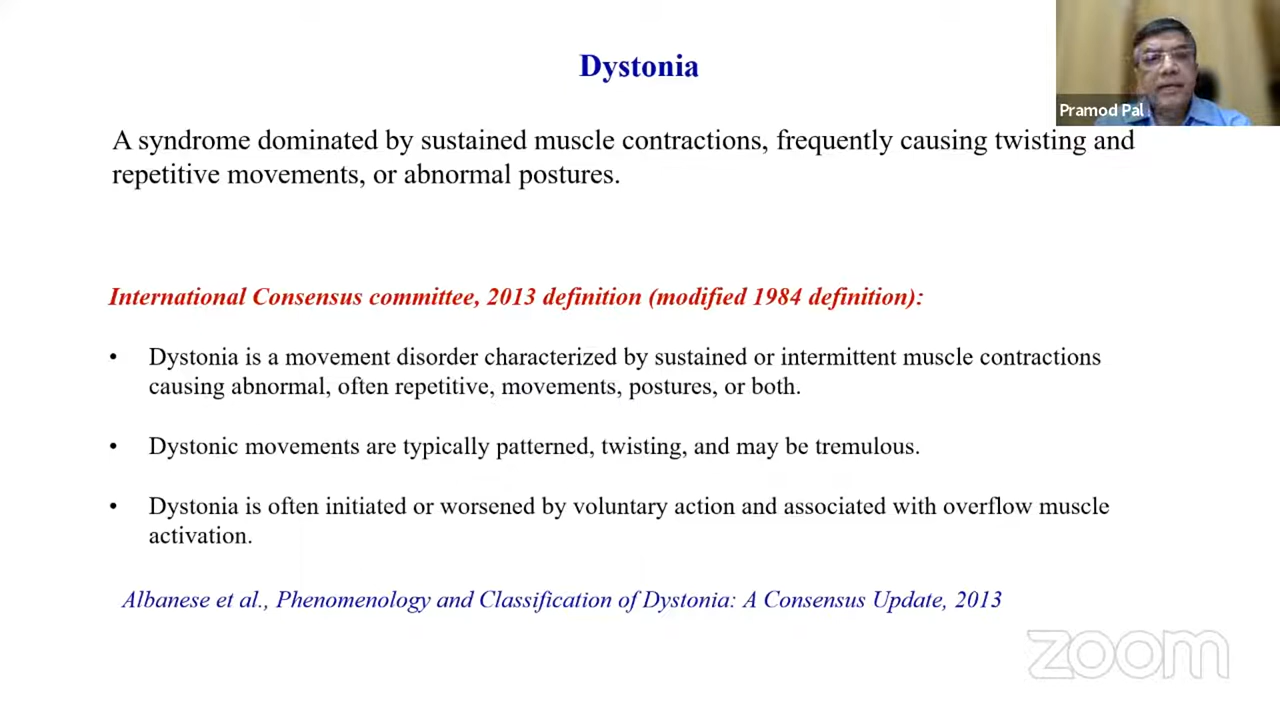 Dystonia
Pramod Pal
A syndrome dominated by sustained muscle contractions, frequently causing twisting and
repetitive movements, or abnormal postures.
International Consensus committee, 2013 definition (modified 1984 definition):
• Dystonia is a movement disorder characterized by sustained or intermittent muscle contractions
causing abnormal, often repetitive, movements, postures, or both.
• Dystonic movements are typically patterned, twisting, and may be tremulous.
• Dystonia is often initiated or worsened by voluntary action and associated with overflow muscle
activation.
Albanese et al., Phenomenology and Classification of Dystonia: A Consensus Update, 2013
zoom